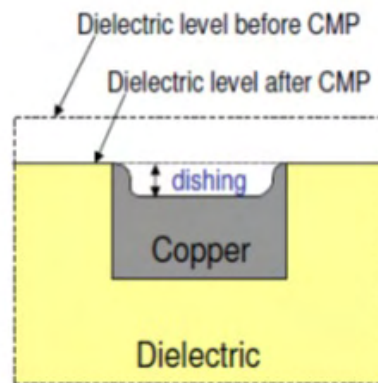 Dielectric level before CMP
Dielectric level after CMP
dishing
Copper
Dielectric